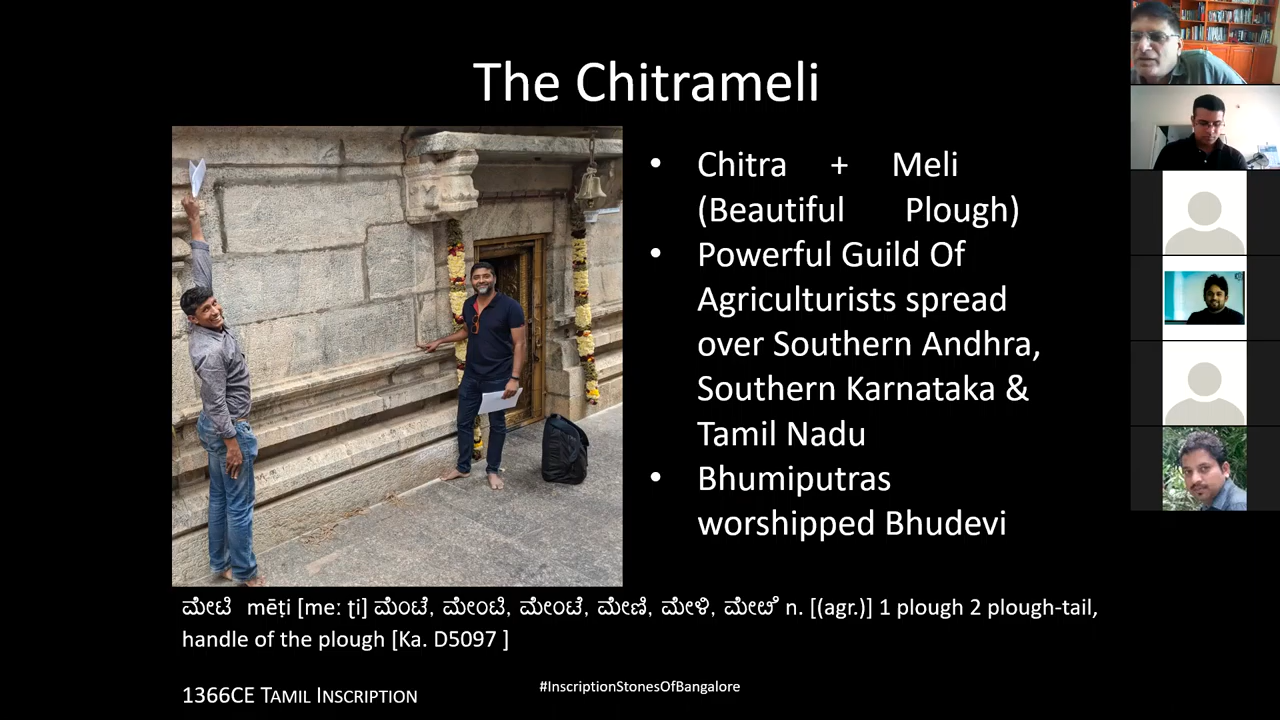 The Chitrameli
• Chitra + Meli
(Beautiful Plough)
• Powerful Guild Of
Agriculturists spread
over Southern Andhra,
Southern Karnataka &
Tamil Nadu
• Bhumiputras
worshipped Bhudevi
ಮೇಟಿ mēṭi [me: ṭi] ಮೆಂಟೆ, ಮೇಂಟಿ, ಮೇಂಟೆ, ಮೇಣಿ, ಮೇಳಿ, ಮೇೞಿ n. [(agr.)] 1 plough 2 plough-tail,
handle of the plough [Ka. D5097 ]
1366CE TAMIL INSCRIPTION
#InscriptionStonesOfBangalore